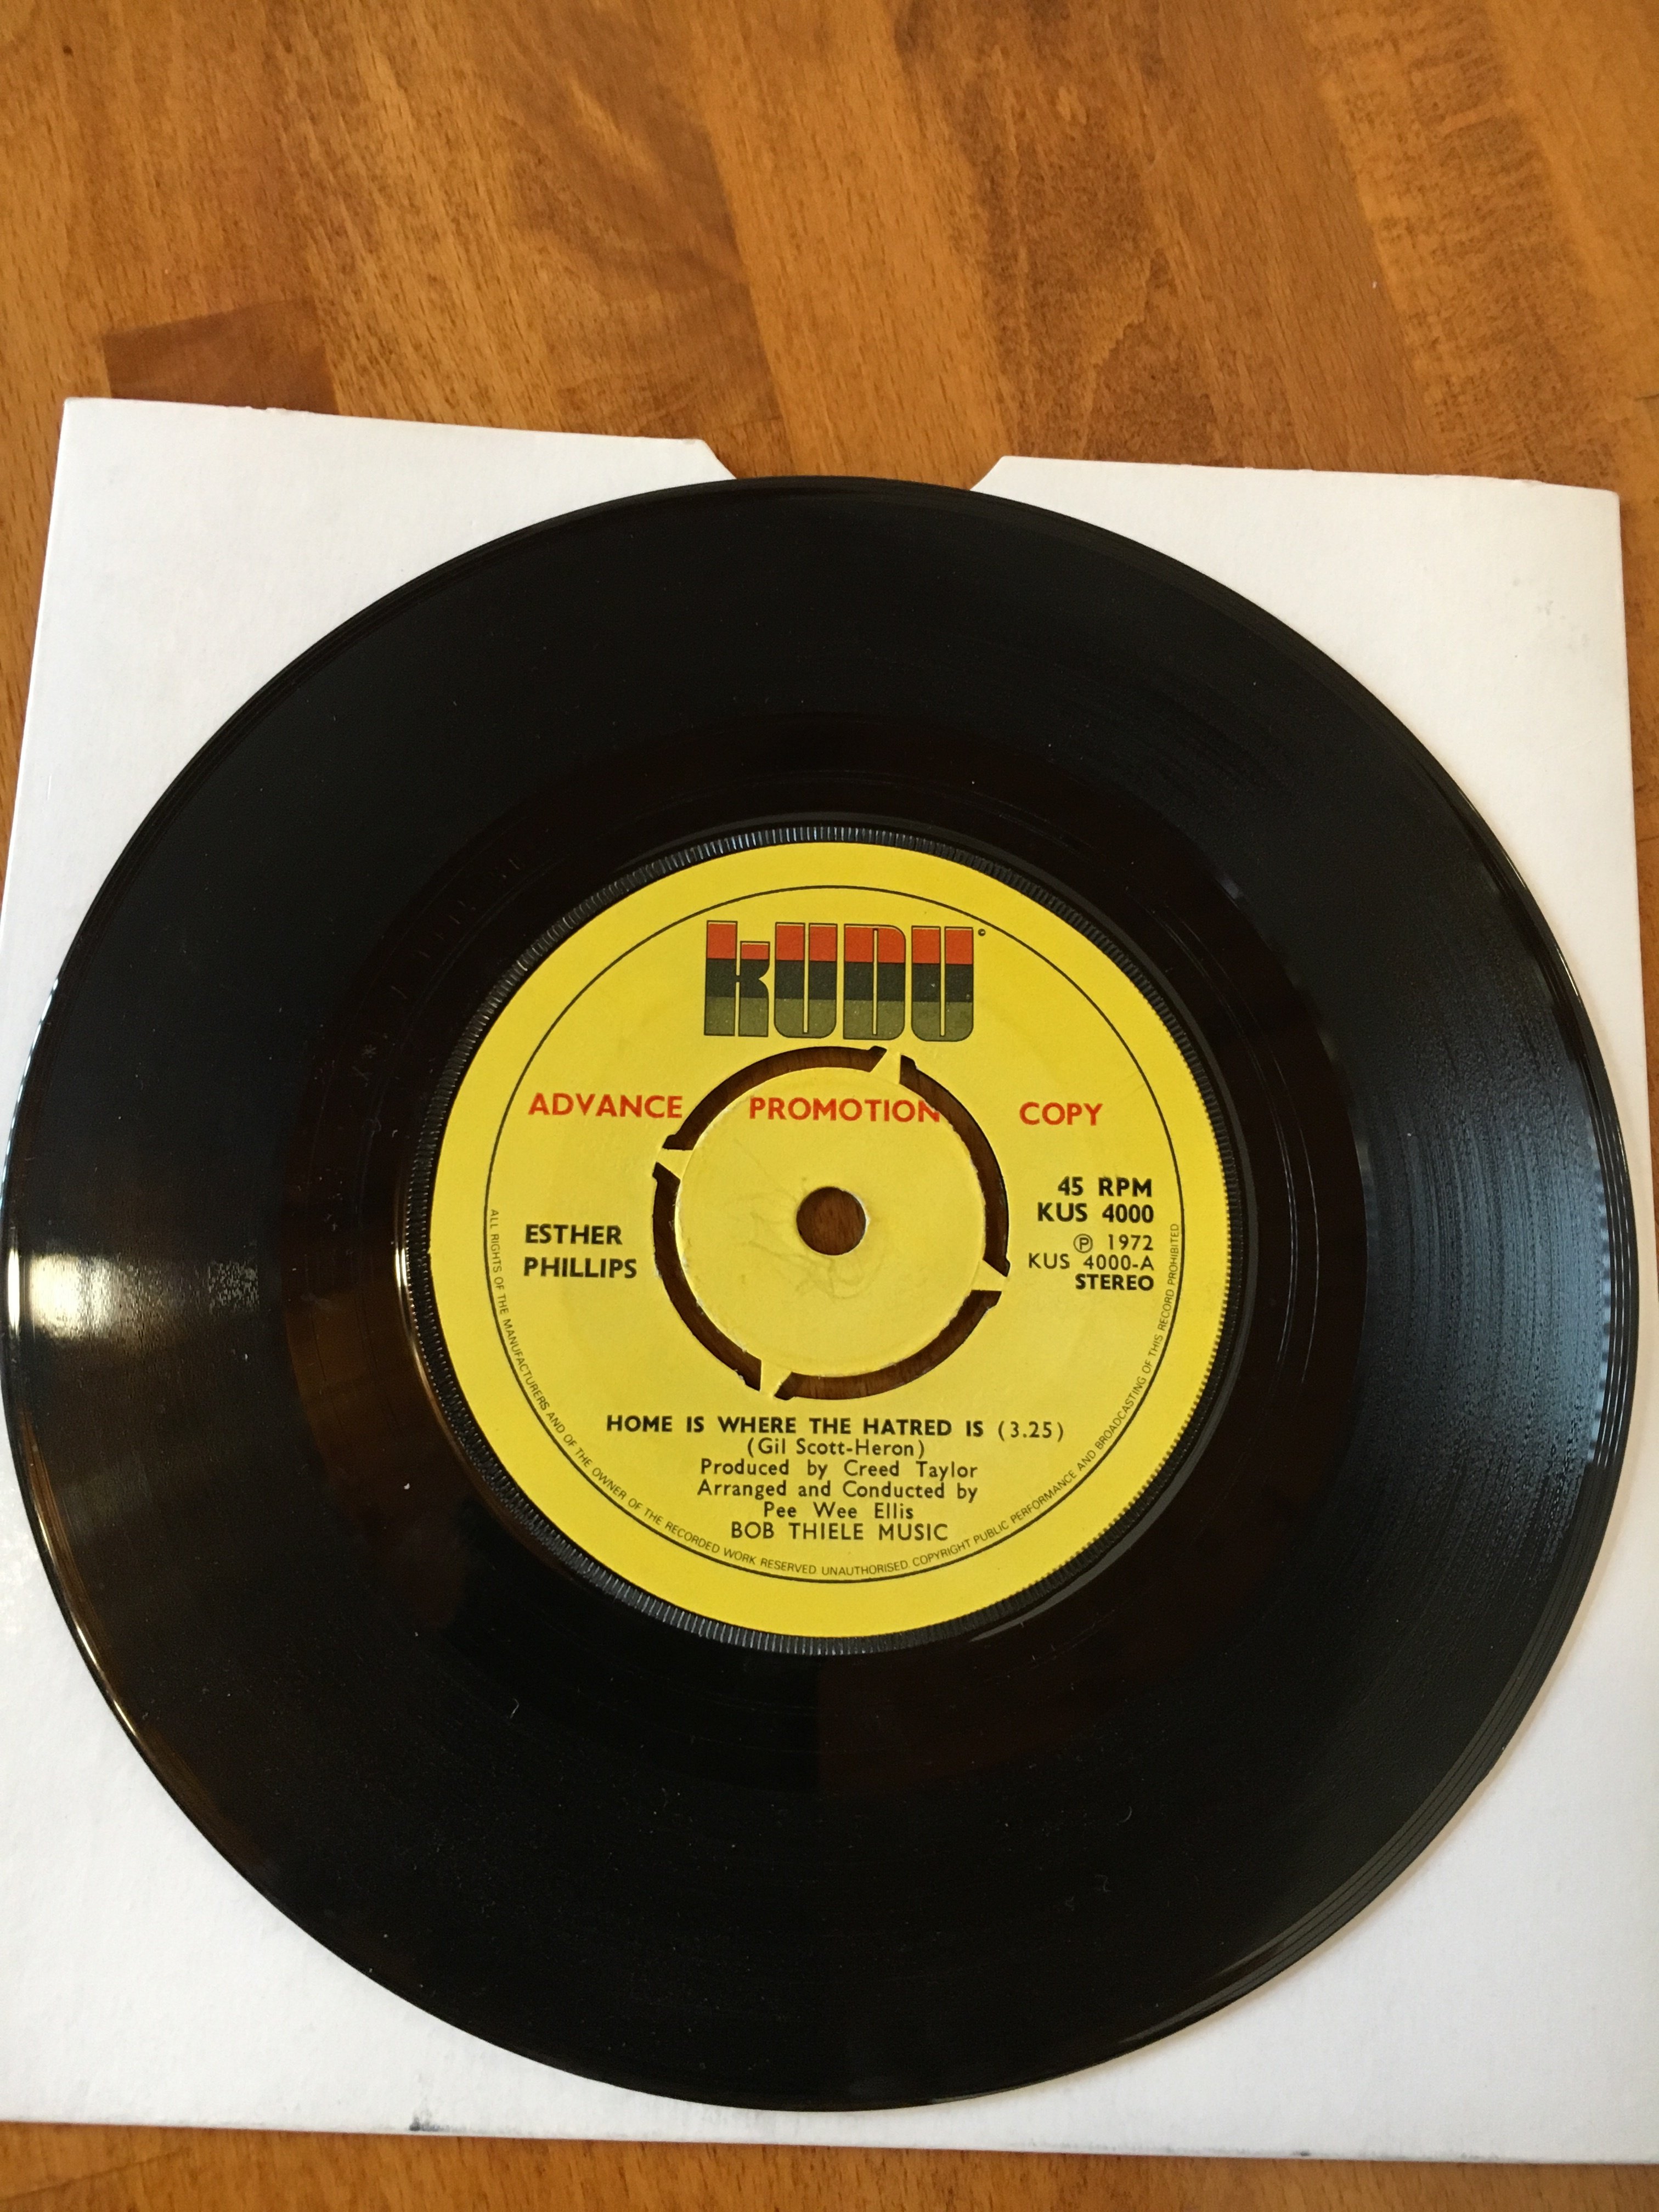 kUDU ©
ADVANCE PROMOTION COPY
45 RPM
KUS 4000
Ⓟ 1972
KUS 4000-A
STEREO
ESTHER
PHILLIPS
HOME IS WHERE THE HATRED IS (3.25)
(Gil Scott-Heron)
Produced by Creed Taylor
Arranged and Conducted by
Pee Wee Ellis
BOB THIELE MUSIC
ALL RIGHTS OF THE MANUFACTURERS AND OF THE OWNER OF THE RECORDED WORK RESERVED UNAUTHORISED COPYRIGHT PUBLIC PERFORMANCE AND BROADCASTING OF THIS RECORD PROHIBITED